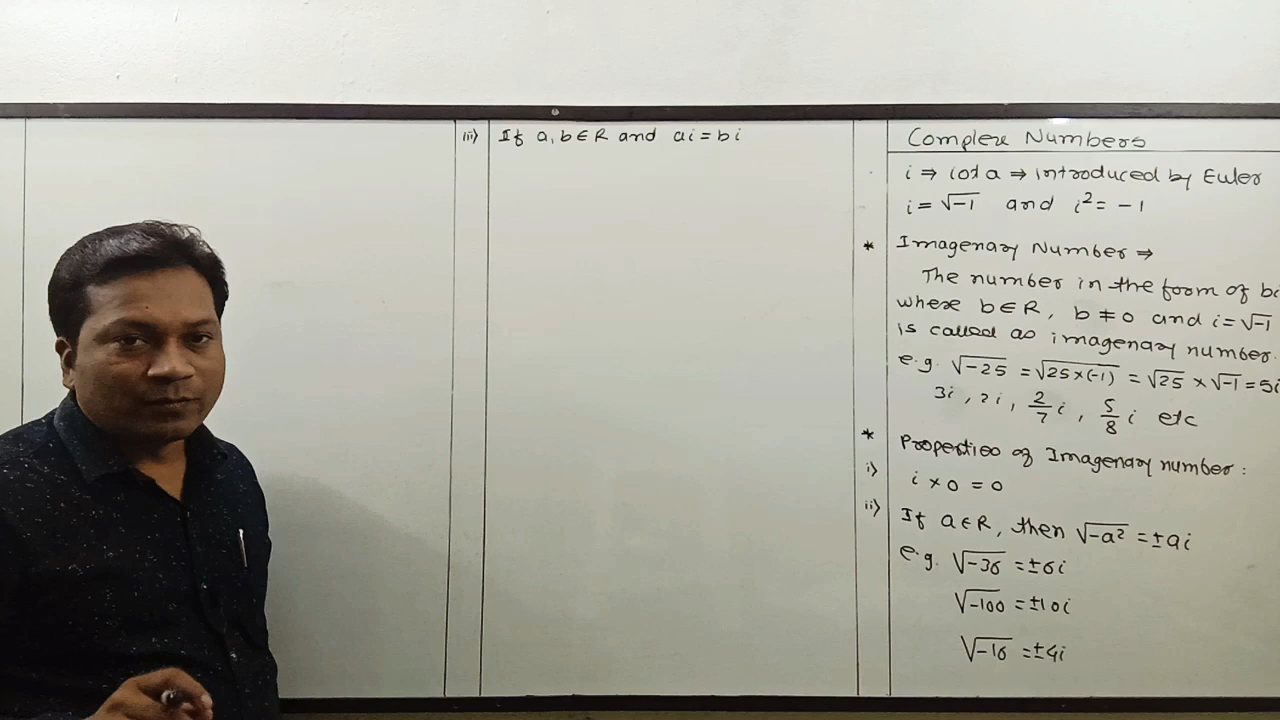 Complex Numbers
i ⇒ iota ⇒ introduced by Euler
i = √-1 and i² = -1
* Imagenary Number ⇒
The number in the form of bi
where b∈R, b ≠ 0 and i = √-1
is called as imagenary number.
e.g. √-25 = √25×(-1) = √25 × √-1 = 5i
3i, 2i, 2/7 i, 5/8 i etc
* Properties of Imagenary number:
i) i × 0 = 0
ii) If a∈R, then √-a² = ±ai
e.g. √-36 = ±6i
√-100 = ±10i
√-16 = ±4i
iii) If a, b ∈ R and ai = bi